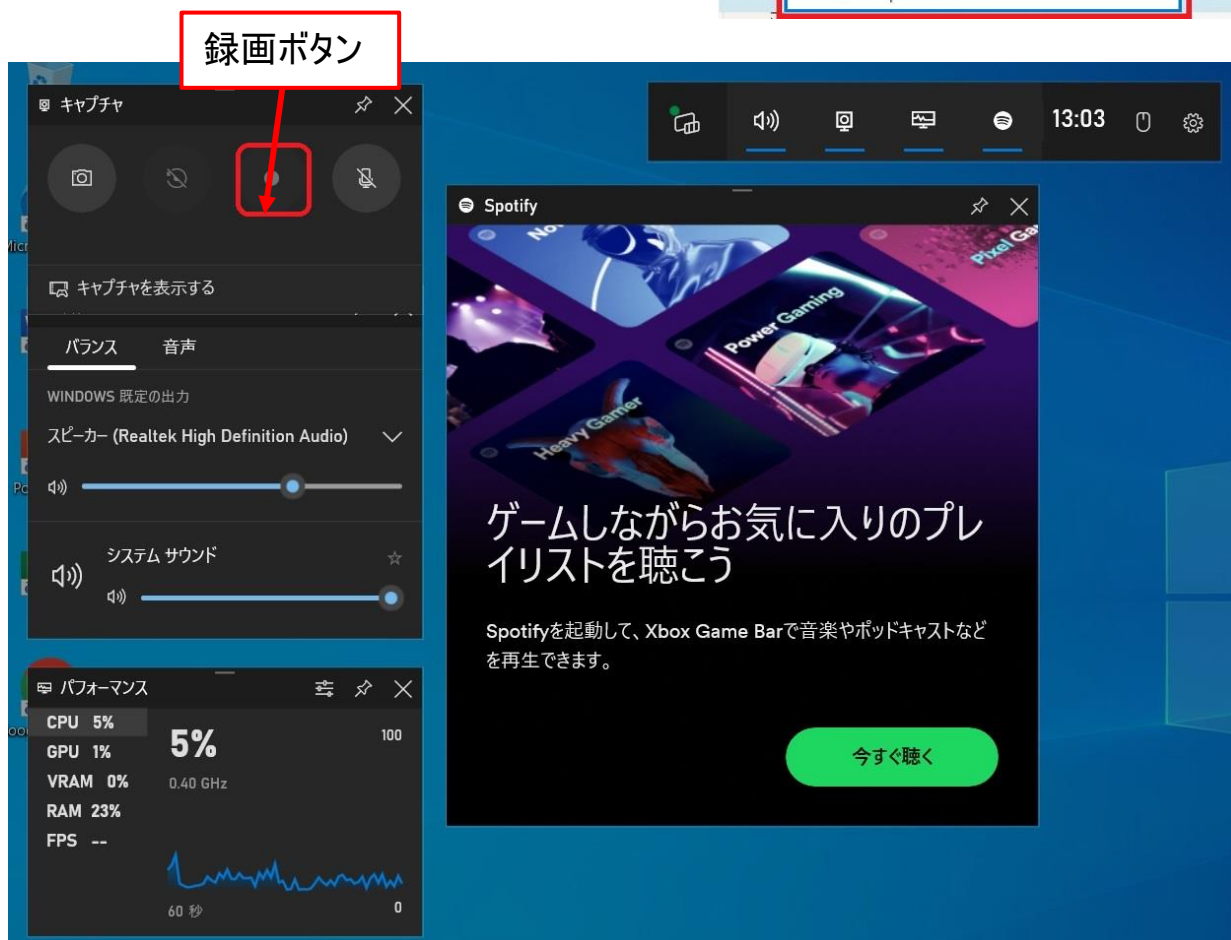 録画ボタン
キャプチャ
キャプチャを表示する
バランス 音声
WINDOWS 既定の出力
スピーカー (Realtek High Definition Audio)
システム サウンド
パフォーマンス
CPU 5%
GPU 1%
VRAM 0%
RAM 23%
FPS --
5%
100
0.40 GHz
60 秒
0
13:03
Spotify
Pixel Ga
Power Gaming
Heavy Gamer
ゲームしながらお気に入りのプレ
イリストを聴こう
Spotifyを起動して、Xbox Game Barで音楽やポッドキャストなど
を再生できます。
今すぐ聴く